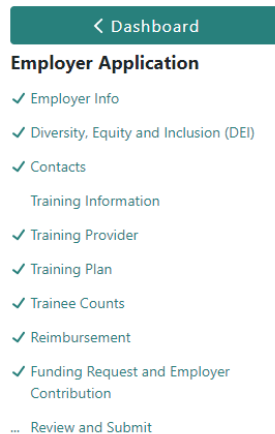 Dashboard
Employer Application
Employer Info
Diversity, Equity and Inclusion (DEI)
Contacts
Training Information
Training Provider
Training Plan
Trainee Counts
Reimbursement
Funding Request and Employer
Contribution
... Review and Submit